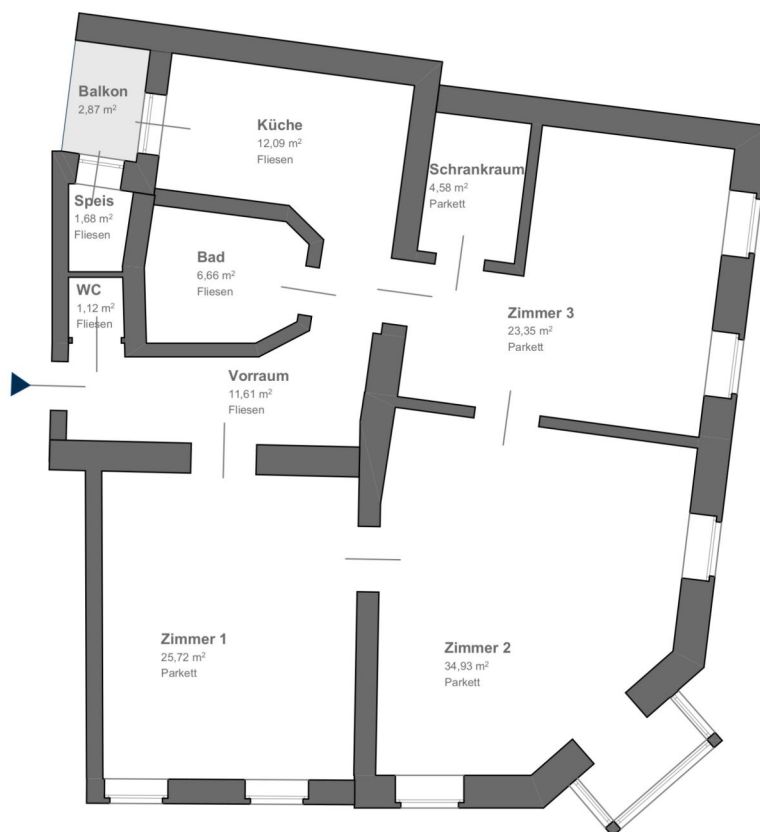 Balkon
2,87 m²
Küche
12,09 m²
Fliesen
Schrankraum
4,58 m²
Parkett
Speis
1,68 m²
Fliesen
Bad
6,66 m²
Fliesen
WC
1,12 m²
Fliesen
Zimmer 3
23,35 m²
Parkett
Vorraum
11,61 m²
Fliesen
Zimmer 1
25,72 m²
Parkett
Zimmer 2
34,93 m²
Parkett